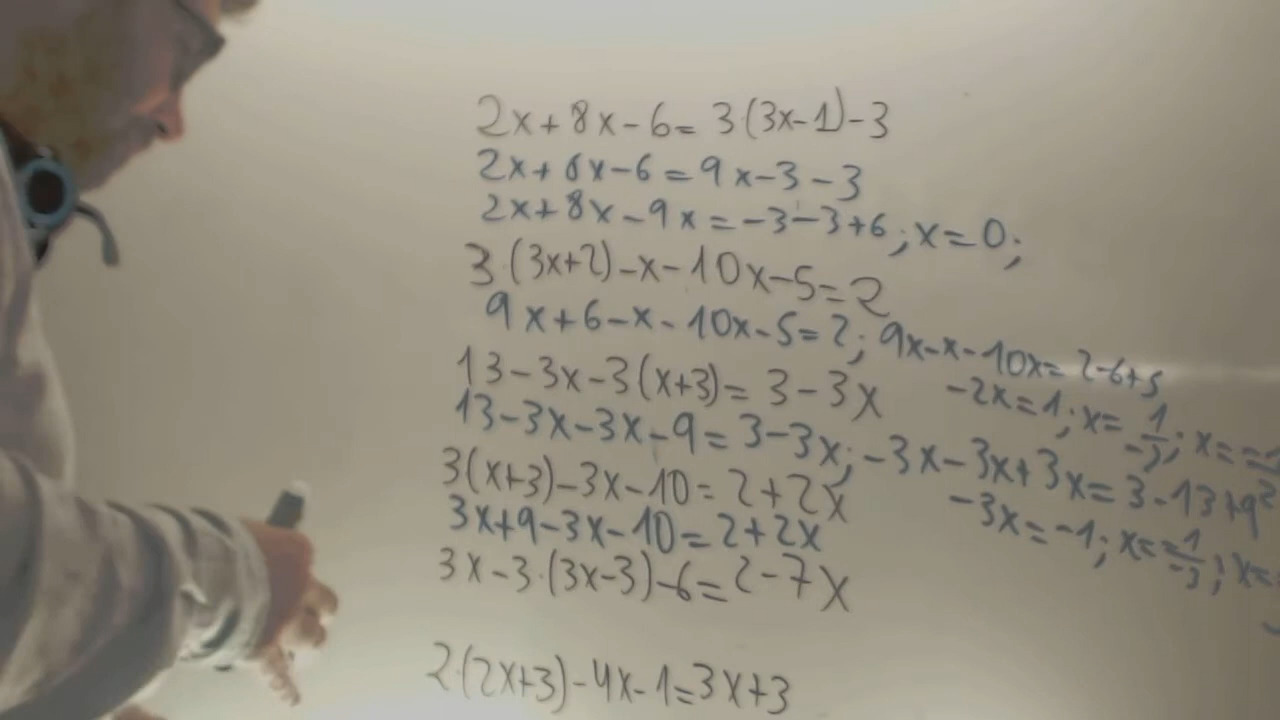 2x+8x-6=3(3x-1)-3
2x+8x-6=9x-3-3
2x+8x-9x=-3-3+6; x=0;
3·(3x+2)-x-10x-5=2
9x+6-x-10x-5=2; 9x-x-10x=2-6+5
-2x=1; x=
13-3x-3(x+3)=3-3x
13-3x-3x-9=3-3x; -3x-3x+3x=3-13+9
-3x=-1; x=-1/-3; x=
3(x+3)-3x-10=2+2x
3x+9-3x-10=2+2x
3x-3·(3x-3)-6=2-7x
2·(2x+3)-4x-1=3x+3